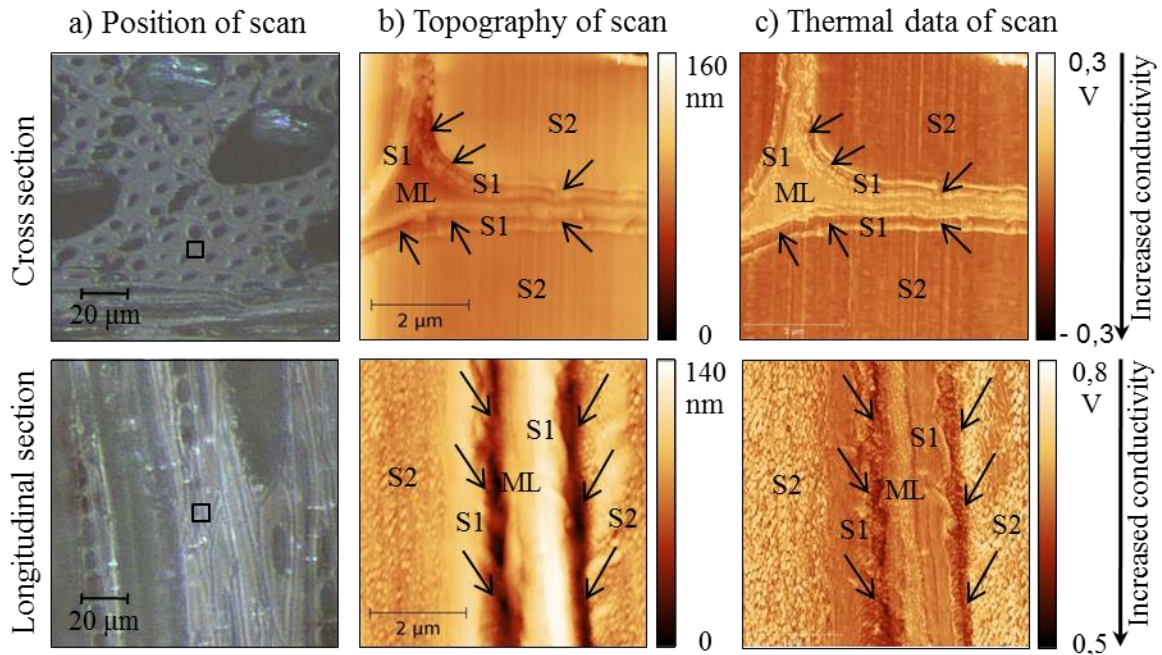 a) Position of scan
b) Topography of scan
c) Thermal data of scan
Cross section
20 µm
S1
ML
S1
S1
S2
S2
2 µm
160
nm
0
S1
ML
S1
S1
S2
S2
0,3
V
- 0,3
Increased conductivity
Longitudinal section
20 µm
S2
S1
ML
S1
S2
2 µm
140
nm
0
S2
S1
ML
S1
S2
0,8
V
0,5
Increased conductivity